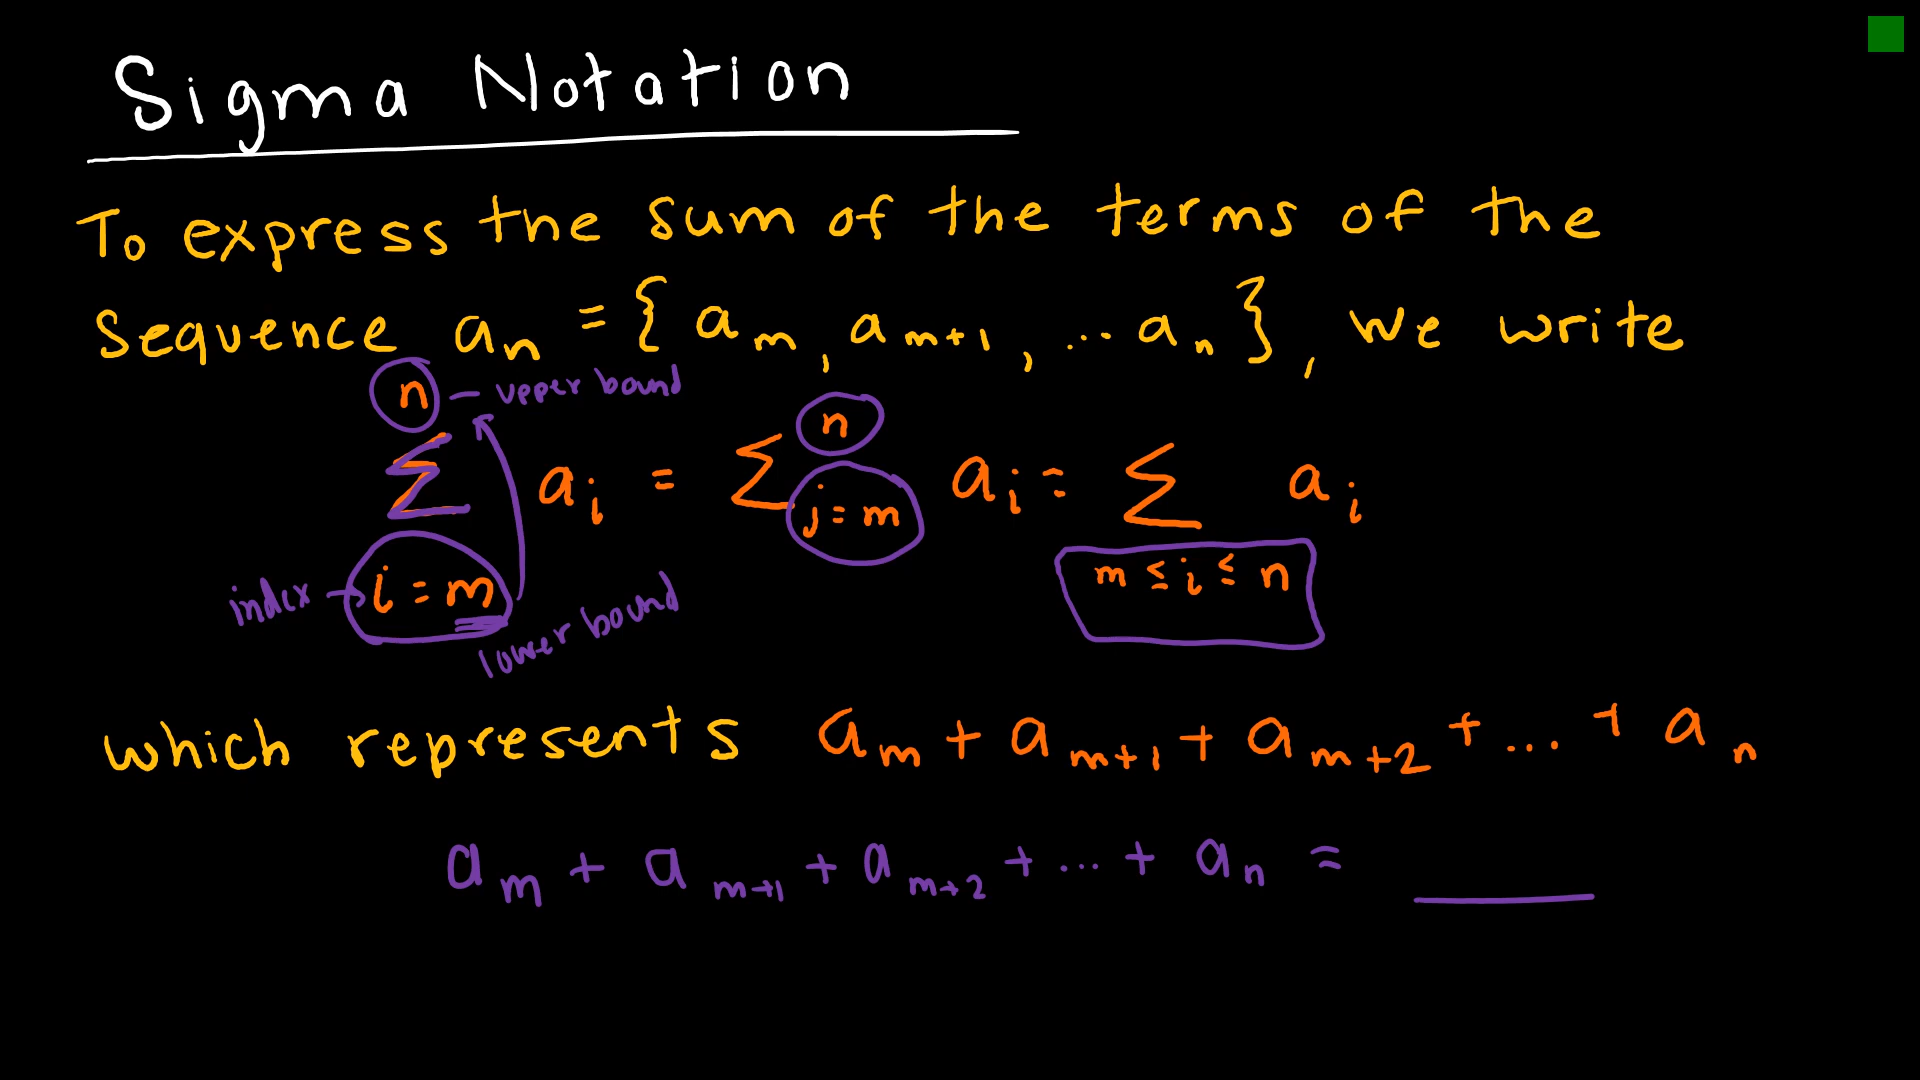 Sigma Notation
To express the sum of the terms of the
sequence aₙ = { aₘ, aₘ₊₁, ... aₙ }, we write
n – upper bound
n
∑ aᵢ = ∑ aᵢ = ∑ aᵢ
j = m
index → i = m
m ≤ i ≤ n
lower bound
which represents aₘ + aₘ₊₁ + aₘ₊₂ + ... + aₙ
aₘ + aₘ₊₁ + aₘ₊₂ + ... + aₙ = ____